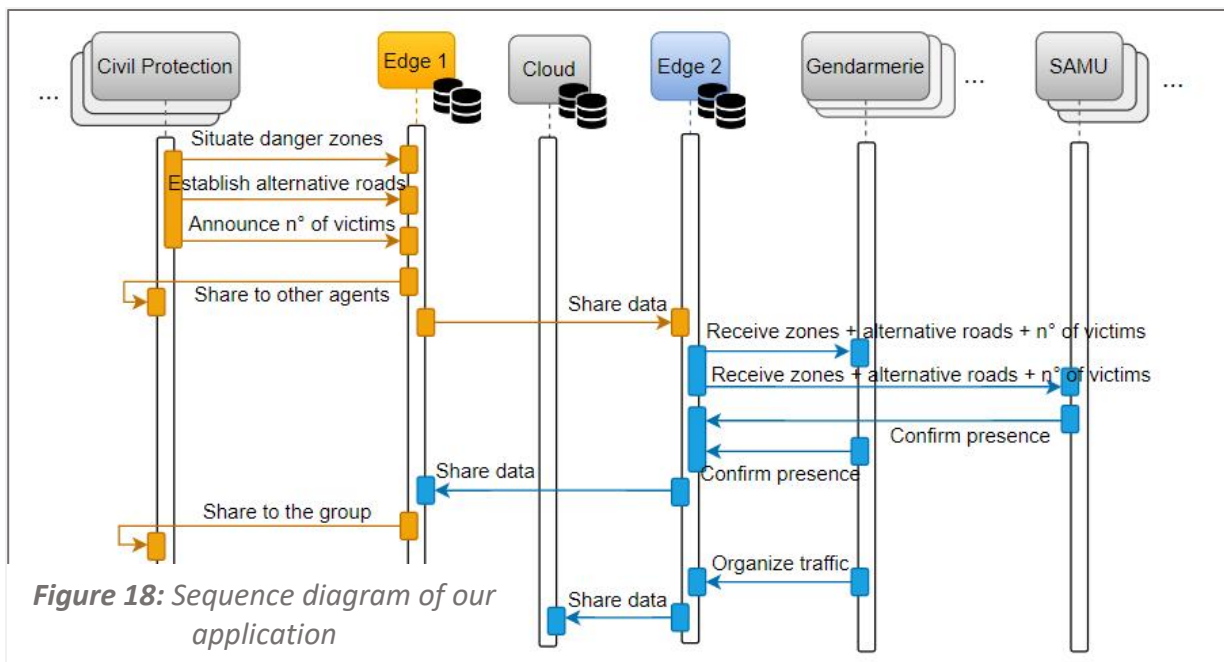 ...
Civil Protection
Edge 1
Cloud
Edge 2
Gendarmerie
...
SAMU
...
Situate danger zones
Establish alternative roads
Announce n° of victims
Share to other agents
Share data
Receive zones + alternative roads + n° of victims
Receive zones + alternative roads + n° of victims
Confirm presence
Confirm presence
Share data
Share to the group
Organize traffic
Share data
Figure 18: Sequence diagram of our
application